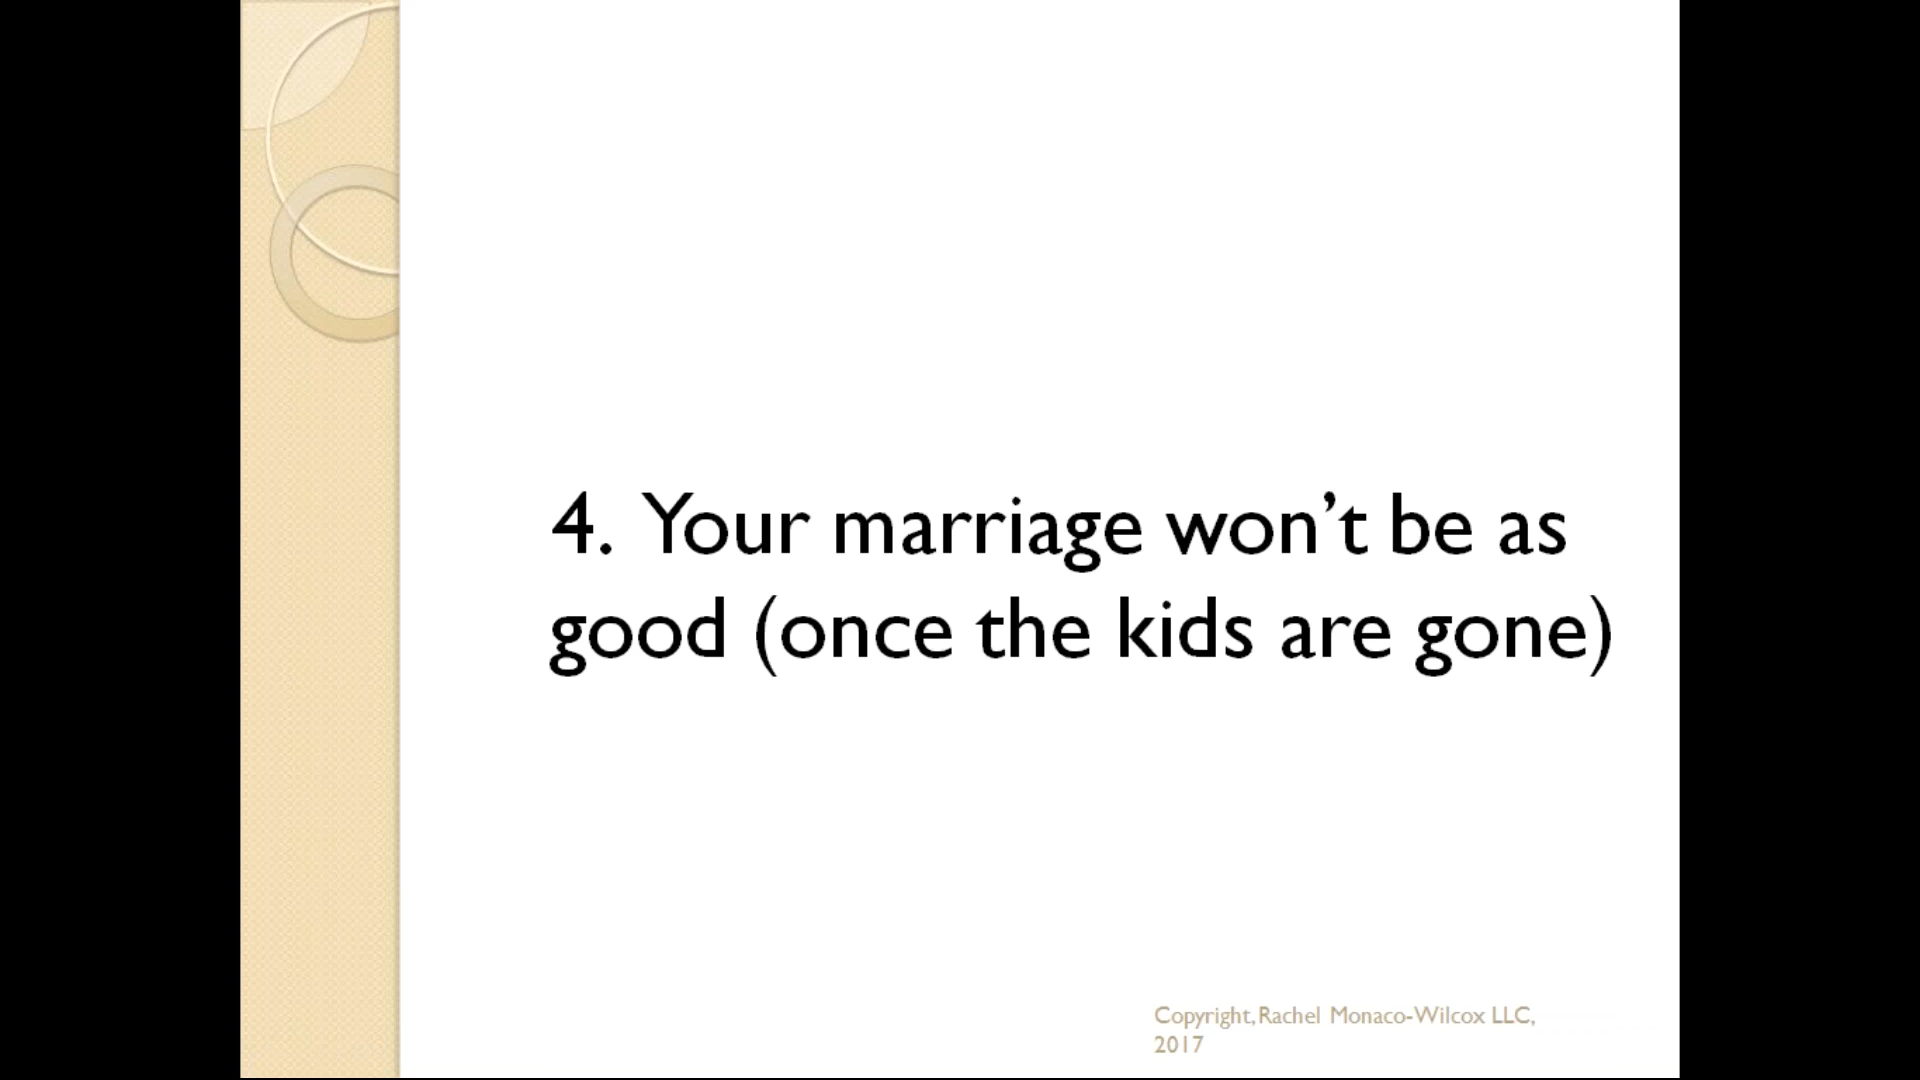 4. Your marriage won’t be as
good (once the kids are gone)
Copyright, Rachel Monaco-Wilcox LLC,
2017